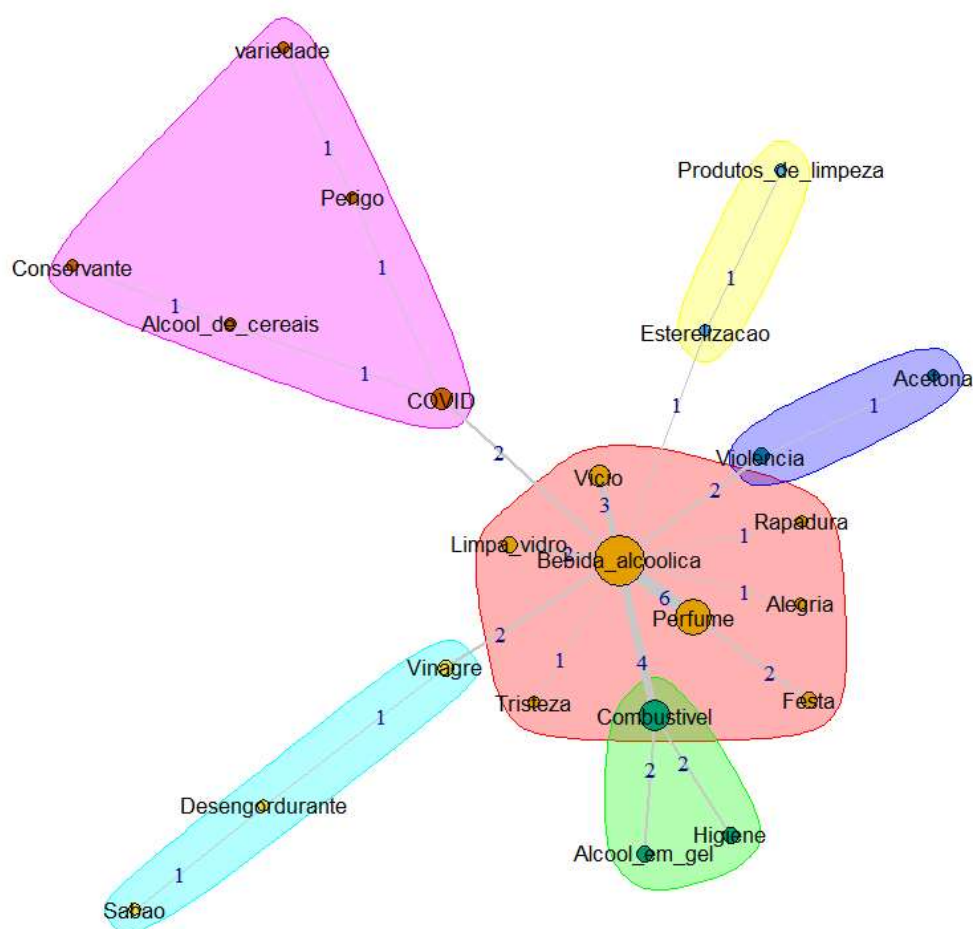 variedade
1
Produtos_de_limpeza
Perigo
Conservante
1
1
1
Alcool_de_cereais
Esterelizacao
1
Acetona
COVID
1
1
2
Violencia
Vicio
2
3
Rapadura
Limpa_vidro
2
1
Bebida_alcoolica
6
1
Alegria
Perfume
2
Vinagre
1
4
2
Tristeza
Festa
1
Combustivel
2
2
Desengordurante
Higiene
Alcool_em_gel
1
Sabao